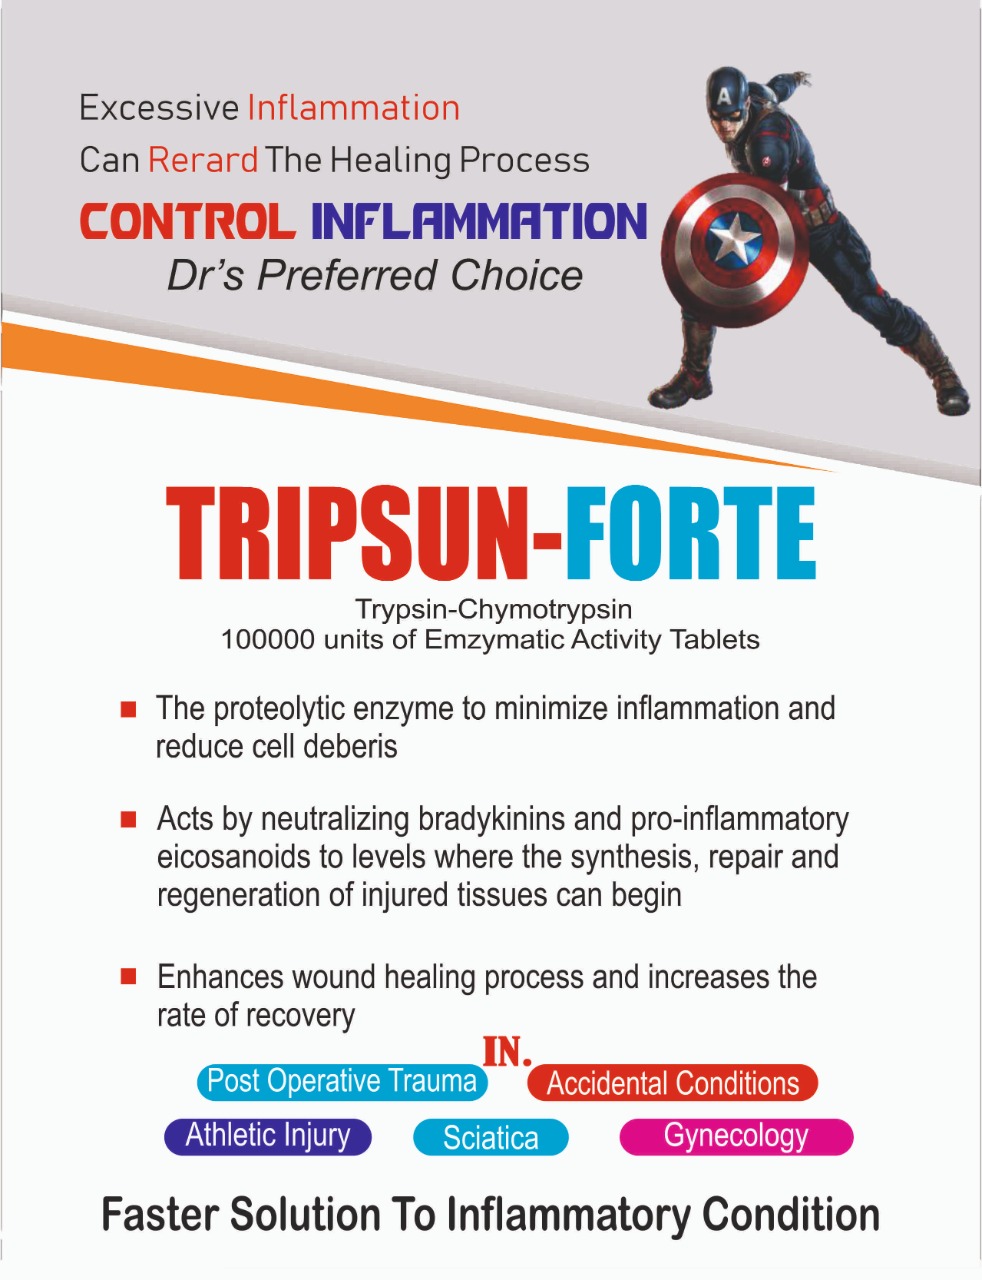 Excessive Inflammation
Can Rerard The Healing Process
CONTROL INFLAMMATION
Dr's Preferred Choice
A
TRIPSUN-FORTE
Trypsin-Chymotrypsin
100000 units of Emzymatic Activity Tablets
The proteolytic enzyme to minimize inflammation and
reduce cell deberis
Acts by neutralizing bradykinins and pro-inflammatory
eicosanoids to levels where the synthesis, repair and
regeneration of injured tissues can begin
Enhances wound healing process and increases the
rate of recovery
IN.
Post Operative Trauma
Accidental Conditions
Athletic Injury
Sciatica
Gynecology
Faster Solution To Inflammatory Condition